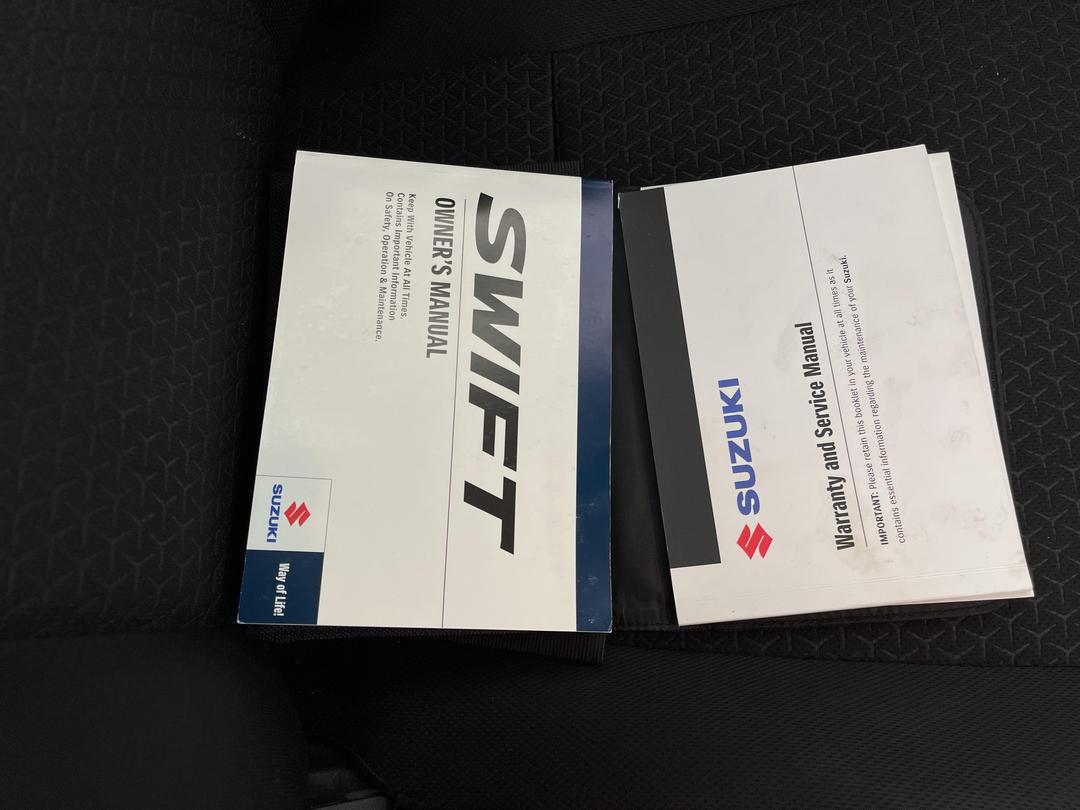 SWIFT
OWNER'S MANUAL
Keep With Vehicle At All Times.
Contains Important Information
On Safety, Operation & Maintenance.
SUZUKI
Way of Life!
SUZUKI
Warranty and Service Manual
IMPORTANT: Please retain this booklet in your vehicle at all times as it
contains essential information regarding the maintenance of your Suzuki.